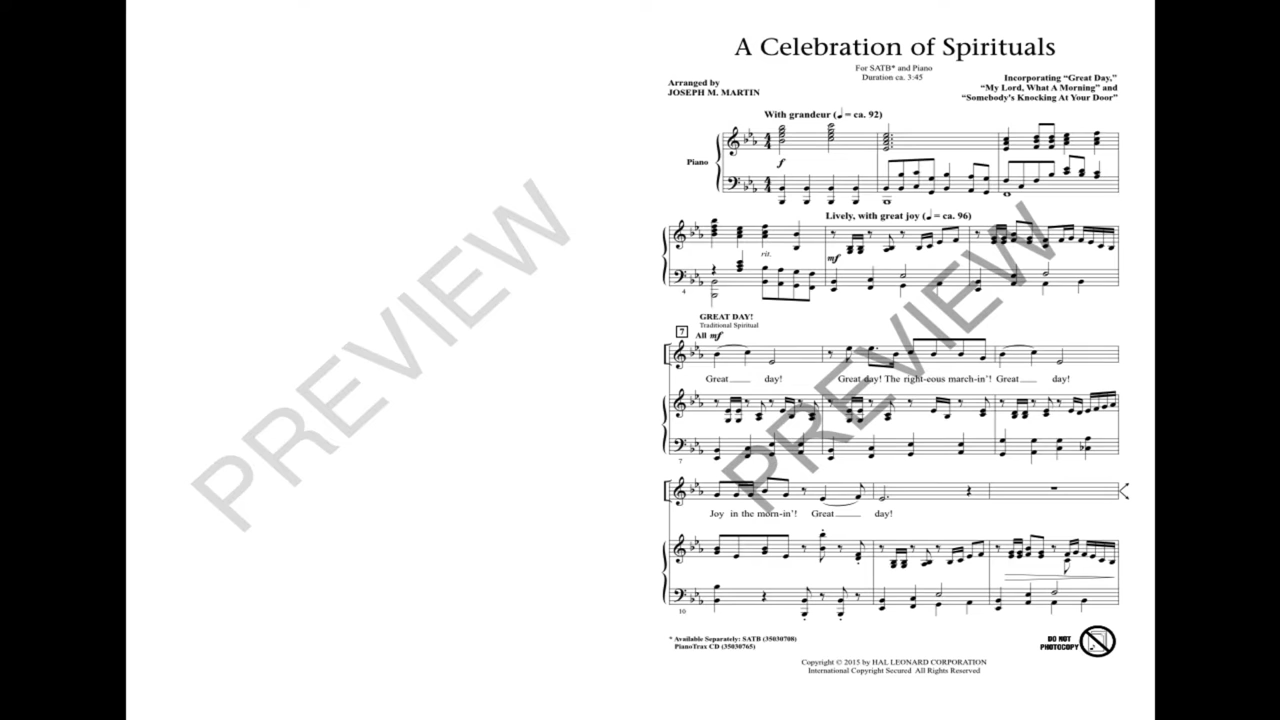 PREVIEW
A Celebration of Spirituals
For SATB* and Piano
Duration ca. 3:45
Arranged by
JOSEPH M. MARTIN
Incorporating “Great Day,”
“My Lord, What A Morning” and
“Somebody's Knocking At Your Door”
With grandeur (♩ = ca. 92)
Piano
f
Lively, with great joy (♩ = ca. 96)
rit.
mf
4
PREVIEW
GREAT DAY!
Traditional Spiritual
7
All mf
Great____ day! Great day! The right-eous march-in'! Great____ day!
7
Joy in the morn-in'! Great____ day!
10
* Available Separately: SATB (35030708)
PianoTrax CD (35030765)
DO NOT
PHOTOCOPY
Copyright © 2015 by HAL LEONARD CORPORATION
International Copyright Secured All Rights Reserved